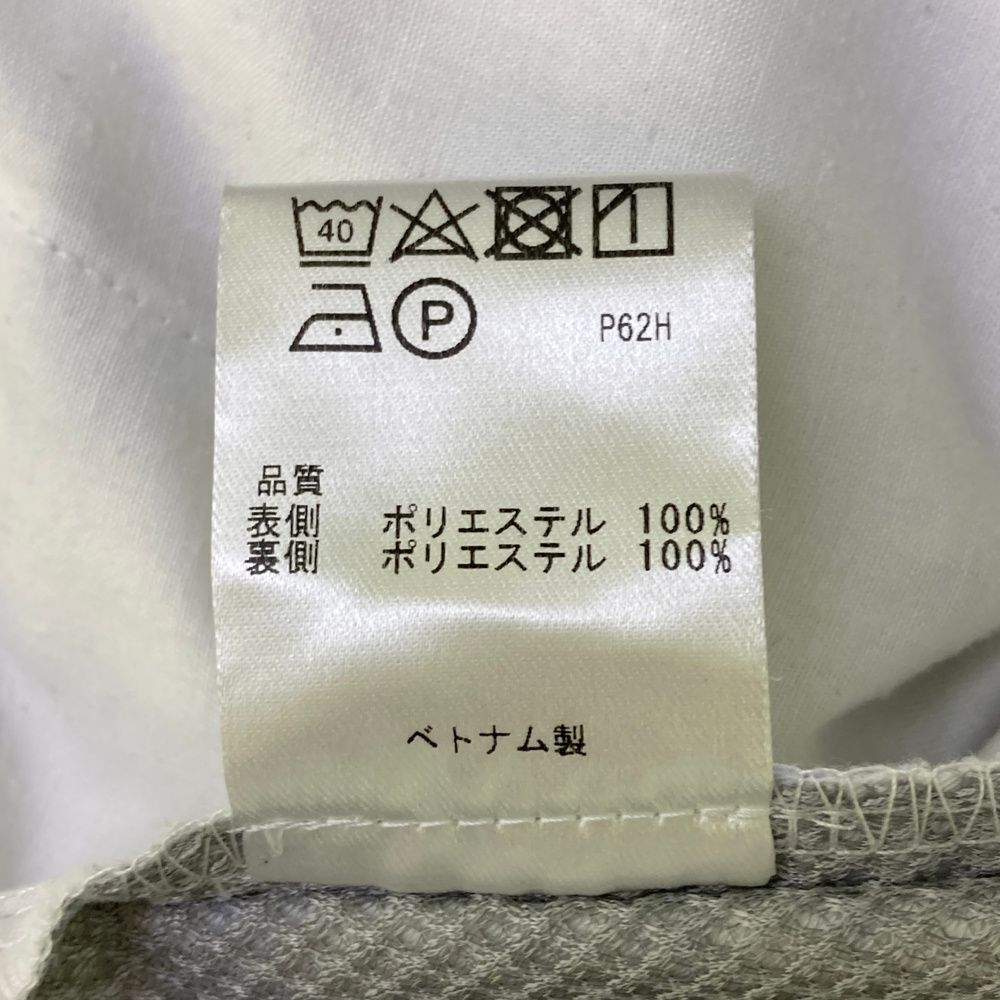 40
P P62H
品質
表側 ポリエステル 100%
裏側 ポリエステル 100%
ベトナム製